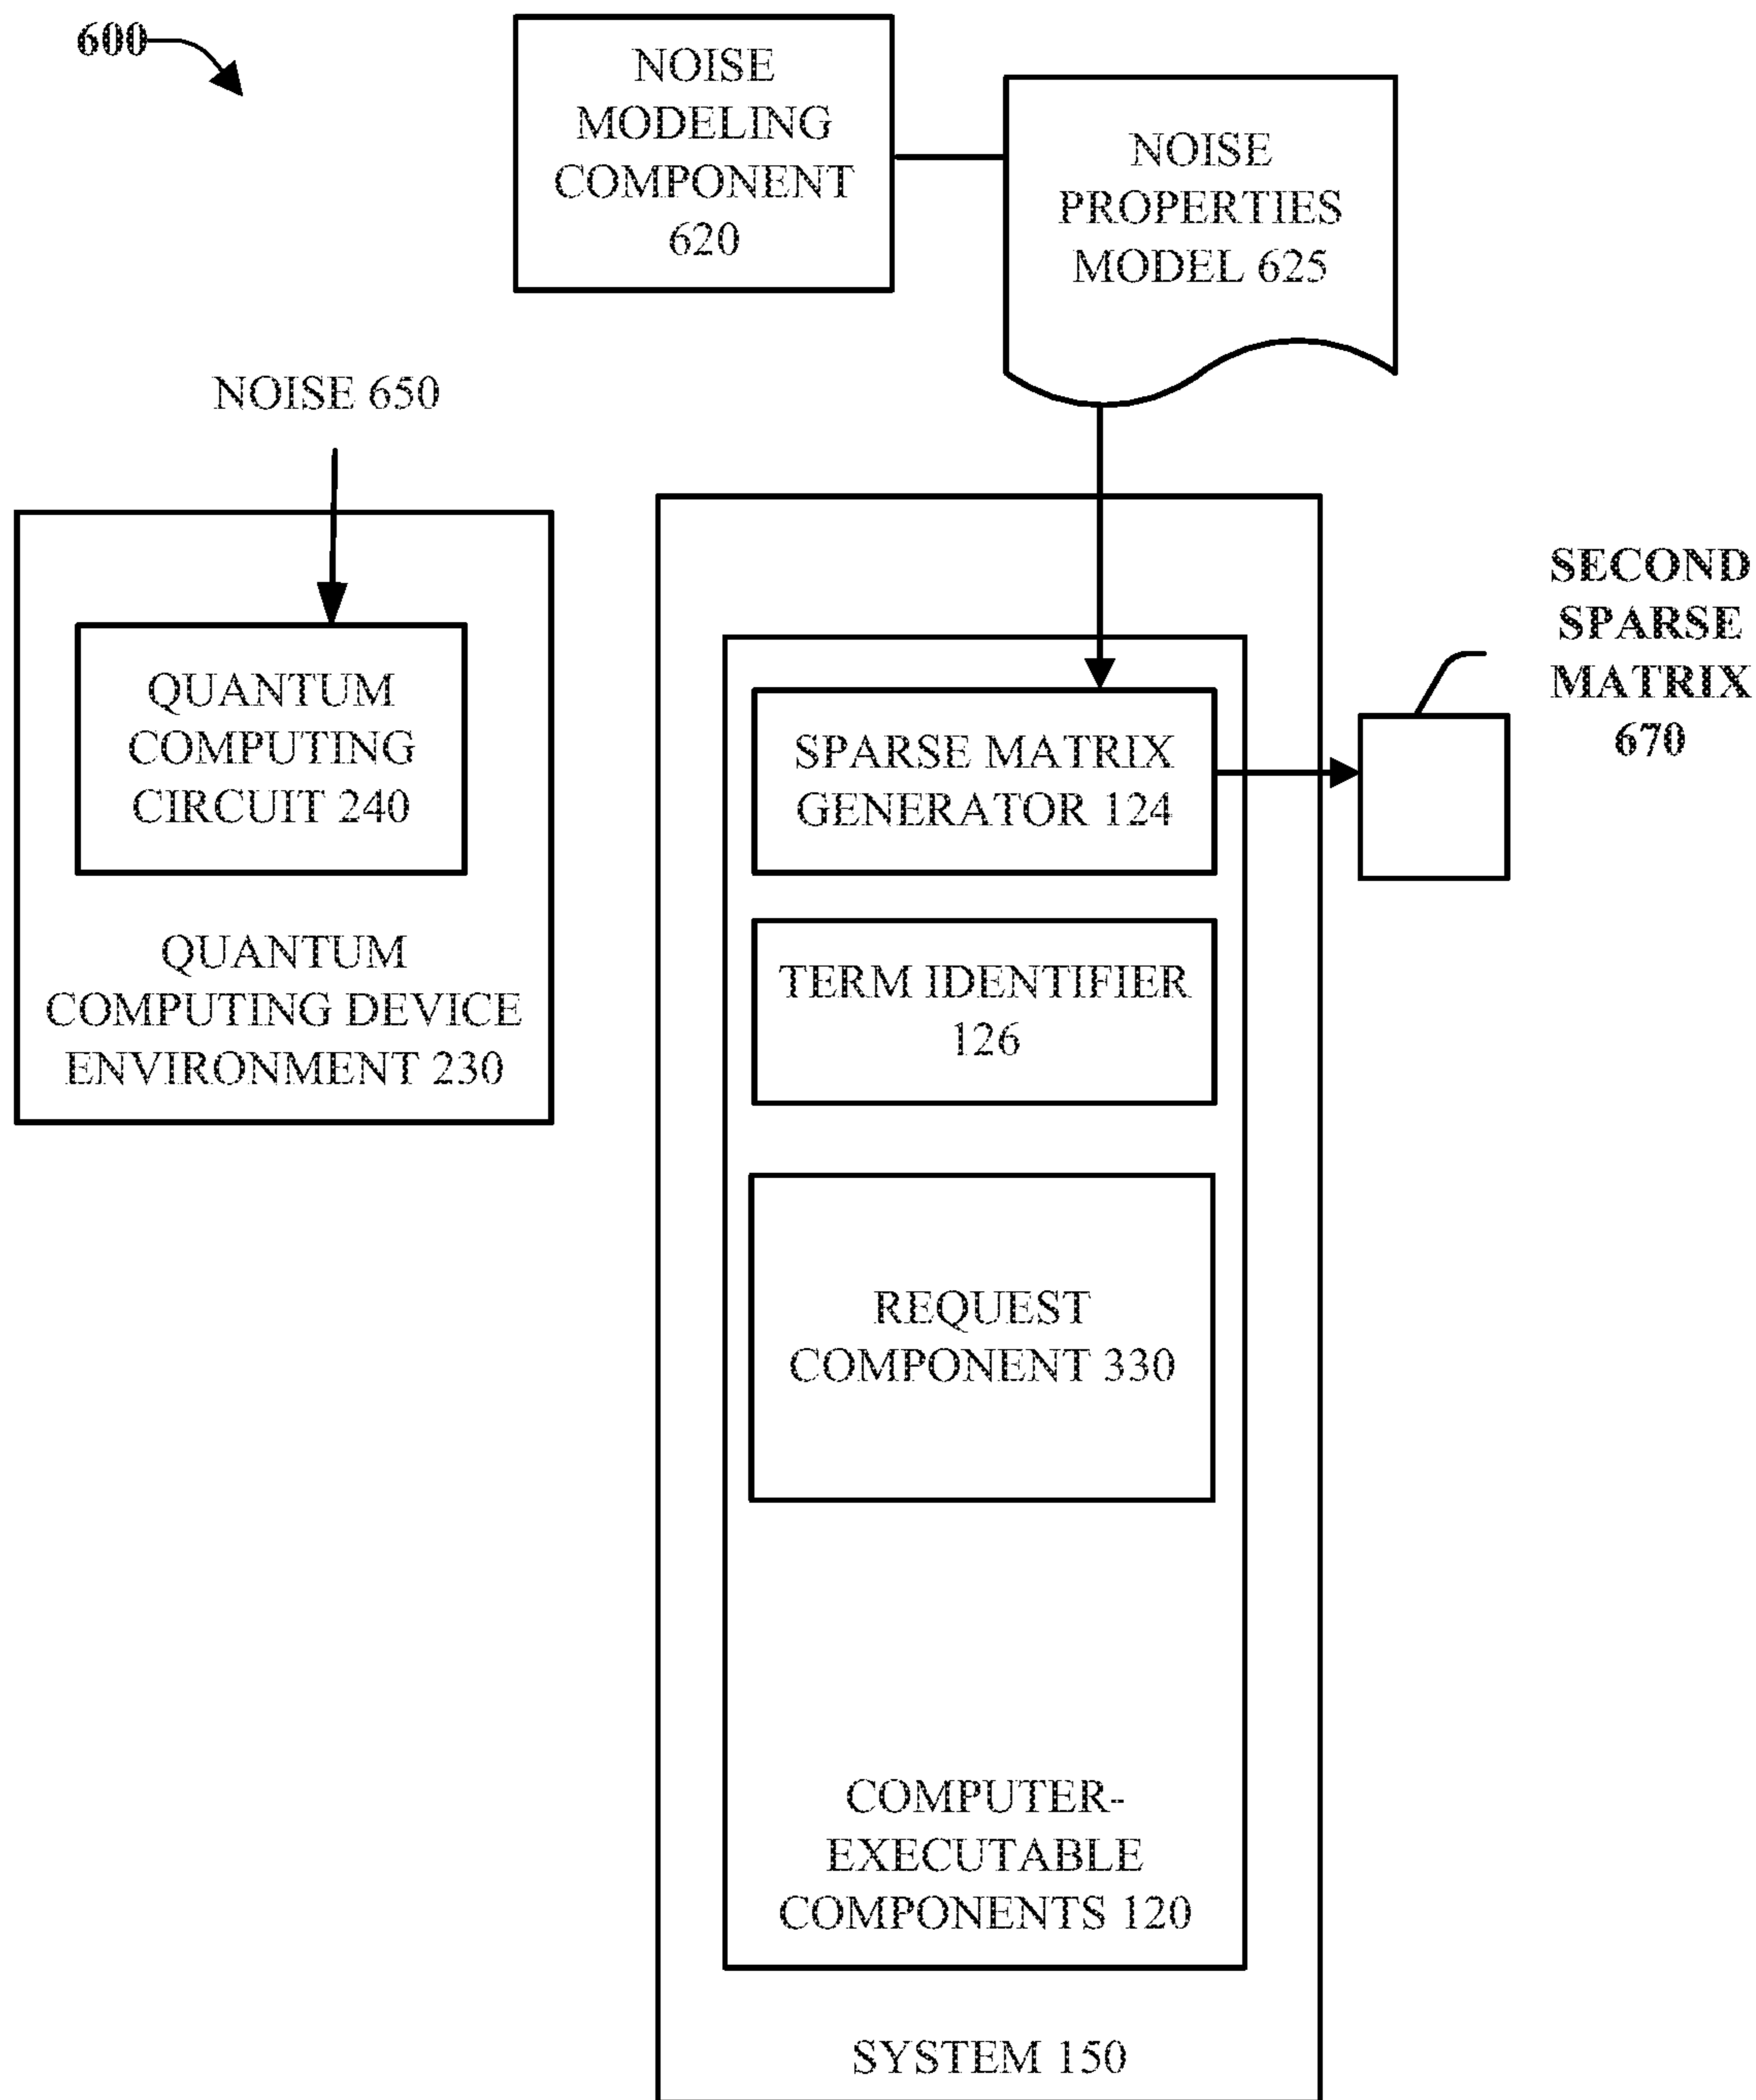 600
NOISE
MODELING
COMPONENT
620
NOISE
PROPERTIES
MODEL 625
NOISE 650
QUANTUM
COMPUTING
CIRCUIT 240
QUANTUM
COMPUTING DEVICE
ENVIRONMENT 230
SPARSE MATRIX
GENERATOR 124
SECOND
SPARSE
MATRIX
670
TERM IDENTIFIER
126
REQUEST
COMPONENT 330
COMPUTER-
EXECUTABLE
COMPONENTS 120
SYSTEM 150